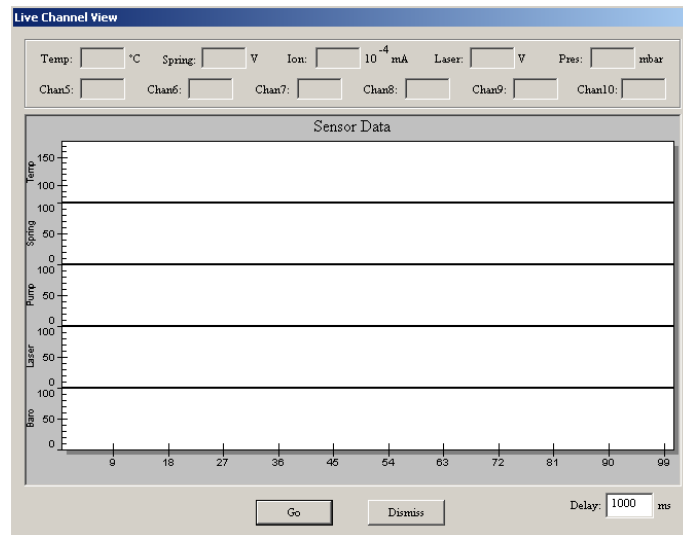 Live Channel View
Temp: °C Spring: V Ion: 10-4 mA Laser: V Pres: mbar
Chan5: Chan6: Chan7: Chan8: Chan9: Chan10:
Sensor Data
Temp
150
100
Spring
100
50
0
Pump
100
50
0
Laser
100
50
0
Baro
100
50
0
9 18 27 36 45 54 63 72 81 90 99
Go Dismiss Delay: 1000 ms